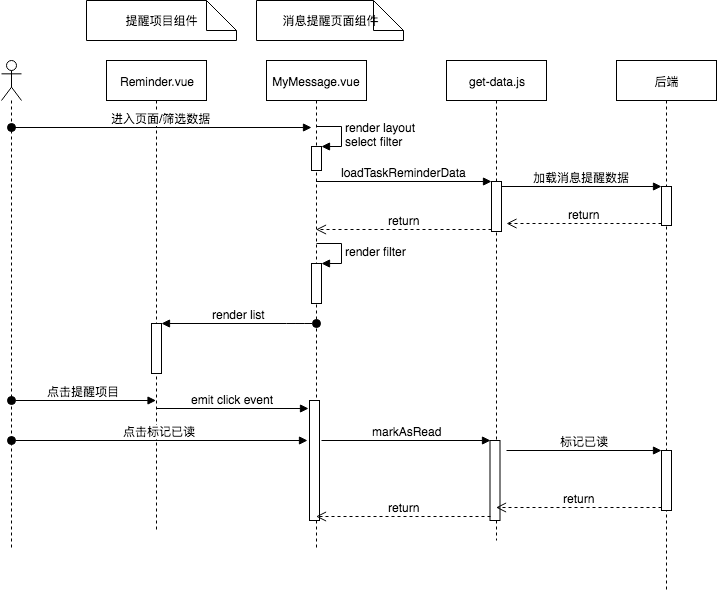 提醒项目组件
消息提醒页面组件
Reminder.vue
MyMessage.vue
get-data.js
后端
进入页面/筛选数据
render layout
select filter
loadTaskReminderData
加载消息提醒数据
return
return
render filter
render list
点击提醒项目
emit click event
点击标记已读
markAsRead
标记已读
return
return